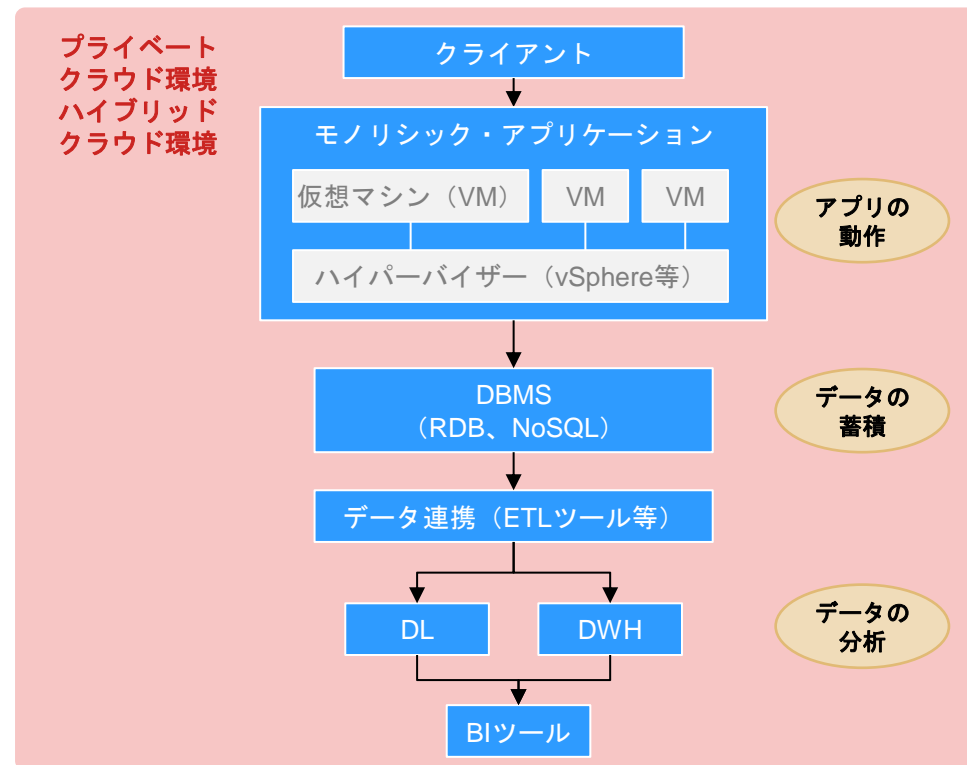 プライベート
クラウド環境
ハイブリッド
クラウド環境
クライアント
モノリシック・アプリケーション
仮想マシン（VM）
VM
VM
ハイパーバイザー（vSphere等）
アプリの
動作
DBMS
（RDB、NoSQL）
データの
蓄積
データ連携（ETLツール等）
DL
DWH
データの
分析
BIツール